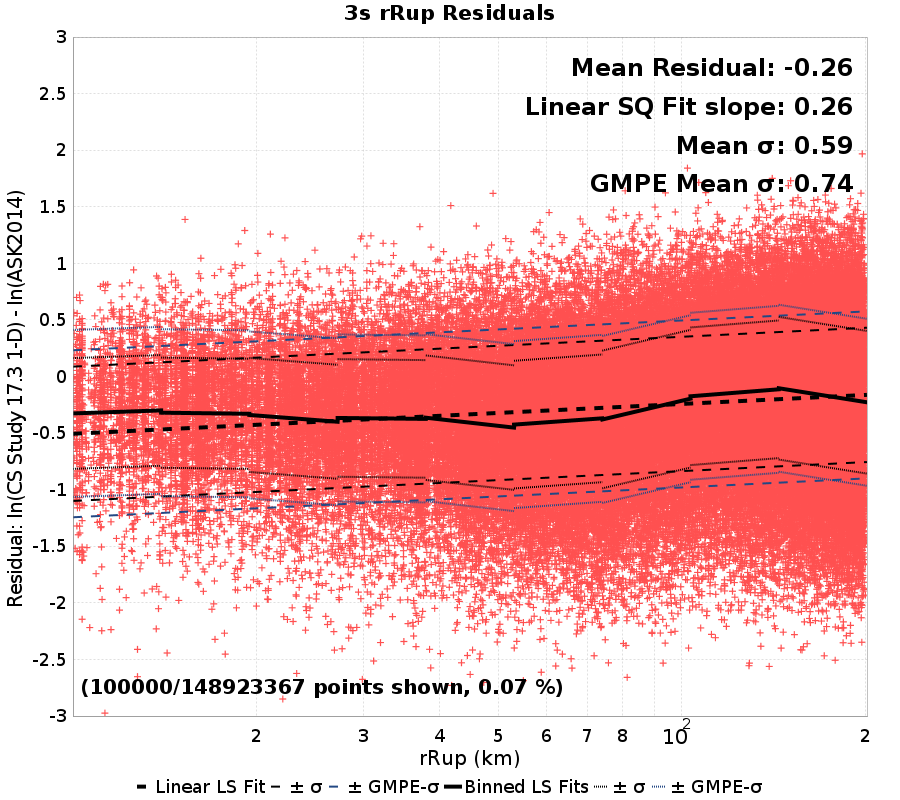 3s rRup Residuals
Mean Residual: -0.26
Linear SQ Fit slope: 0.26
Mean σ: 0.59
GMPE Mean σ: 0.74
Residual: ln(CS Study 17.3 1-D) - ln(ASK2014)
3
2.5
2
1.5
1
0.5
0
-0.5
-1
-1.5
-2
-2.5
-3
(100000/148923367 points shown, 0.07 %)
2 3 4 5 6 7 8 10² 2
rRup (km)
Linear LS Fit ± σ ± GMPE-σ Binned LS Fits ± σ ± GMPE-σ